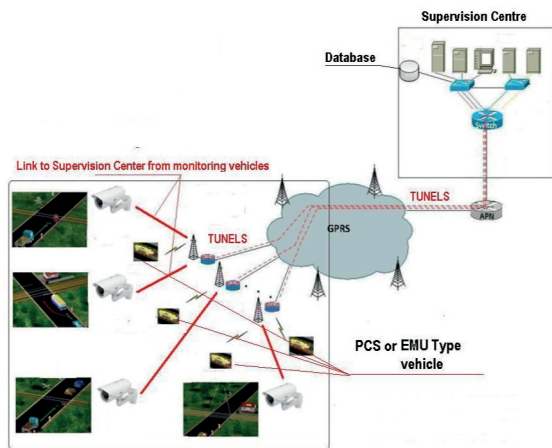 Supervision Centre
Database
Switch
Link to Supervision Center from monitoring vehicles
TUNELS
GPRS
APN
TUNELS
PCS or EMU Type
vehicle